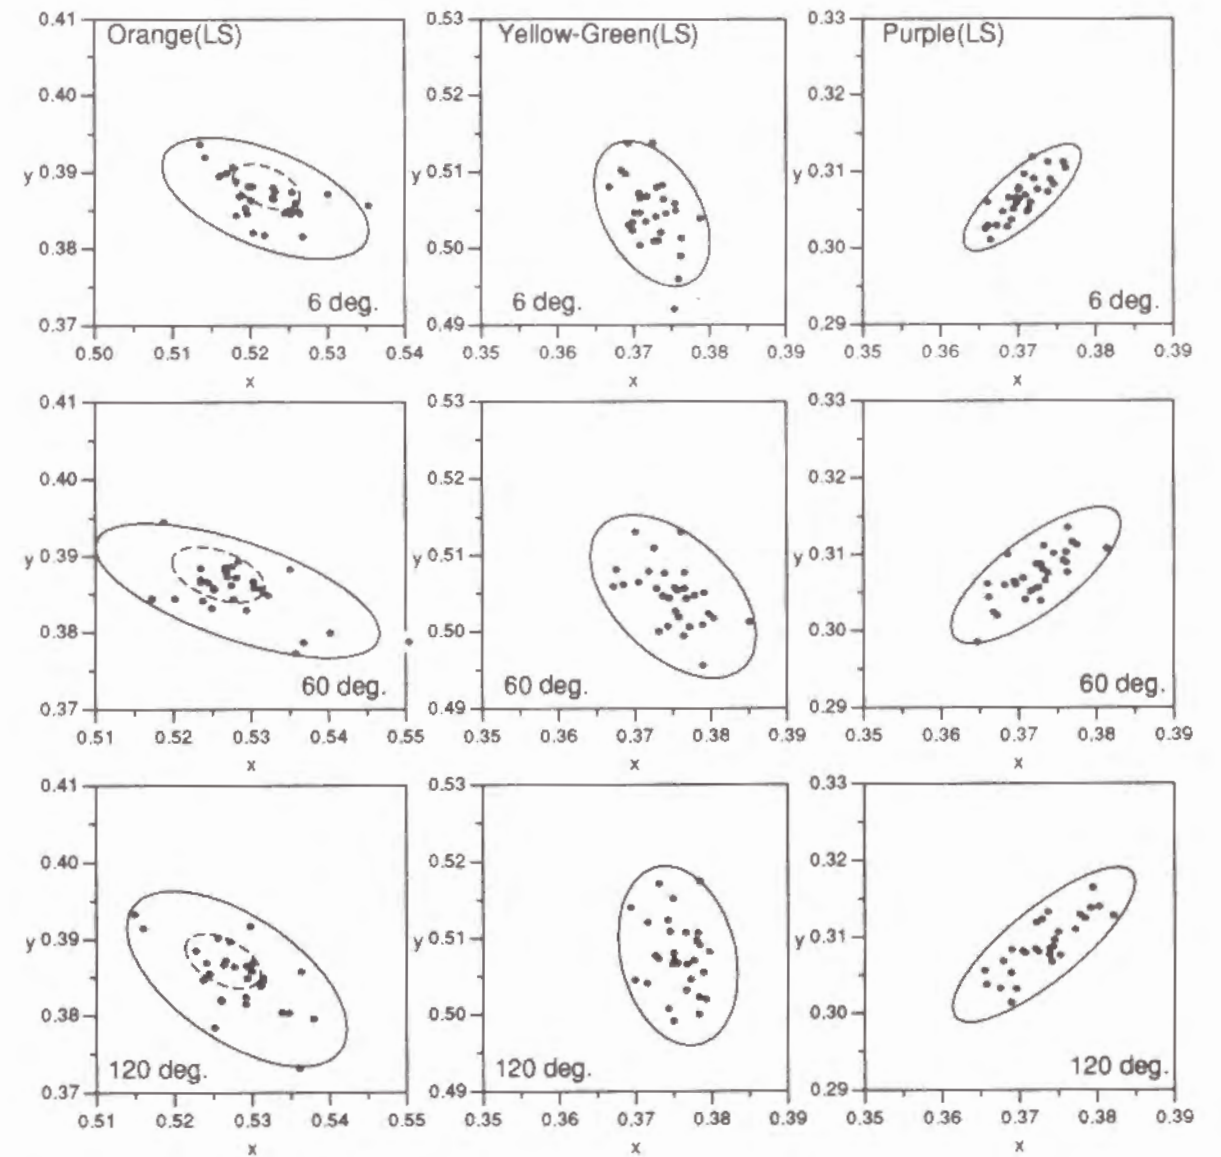 0.41 Orange(LS) 0.53 Yellow-Green(LS) 0.33 Purple(LS)
0.40 0.52 0.32
0.39 0.51 0.31
y y y
0.38 0.50 0.30
6 deg. 6 deg. 6 deg.
0.37 0.49 0.29
0.50 0.51 0.52 0.53 0.54 0.35 0.36 0.37 0.38 0.39 0.35 0.36 0.37 0.38 0.39
x x x
0.41 0.53 0.33
0.40 0.52 0.32
0.39 0.51 0.31
y y y
0.38 0.50 0.30
60 deg. 60 deg. 60 deg.
0.37 0.49 0.29
0.51 0.52 0.53 0.54 0.55 0.35 0.36 0.37 0.38 0.39 0.35 0.36 0.37 0.38 0.39
x x x
0.41 0.53 0.33
0.40 0.52 0.32
0.39 0.51 0.31
y y y
0.38 0.50 0.30
120 deg. 120 deg. 120 deg.
0.37 0.49 0.29
0.51 0.52 0.53 0.54 0.55 0.35 0.36 0.37 0.38 0.39 0.35 0.36 0.37 0.38 0.39
x x x